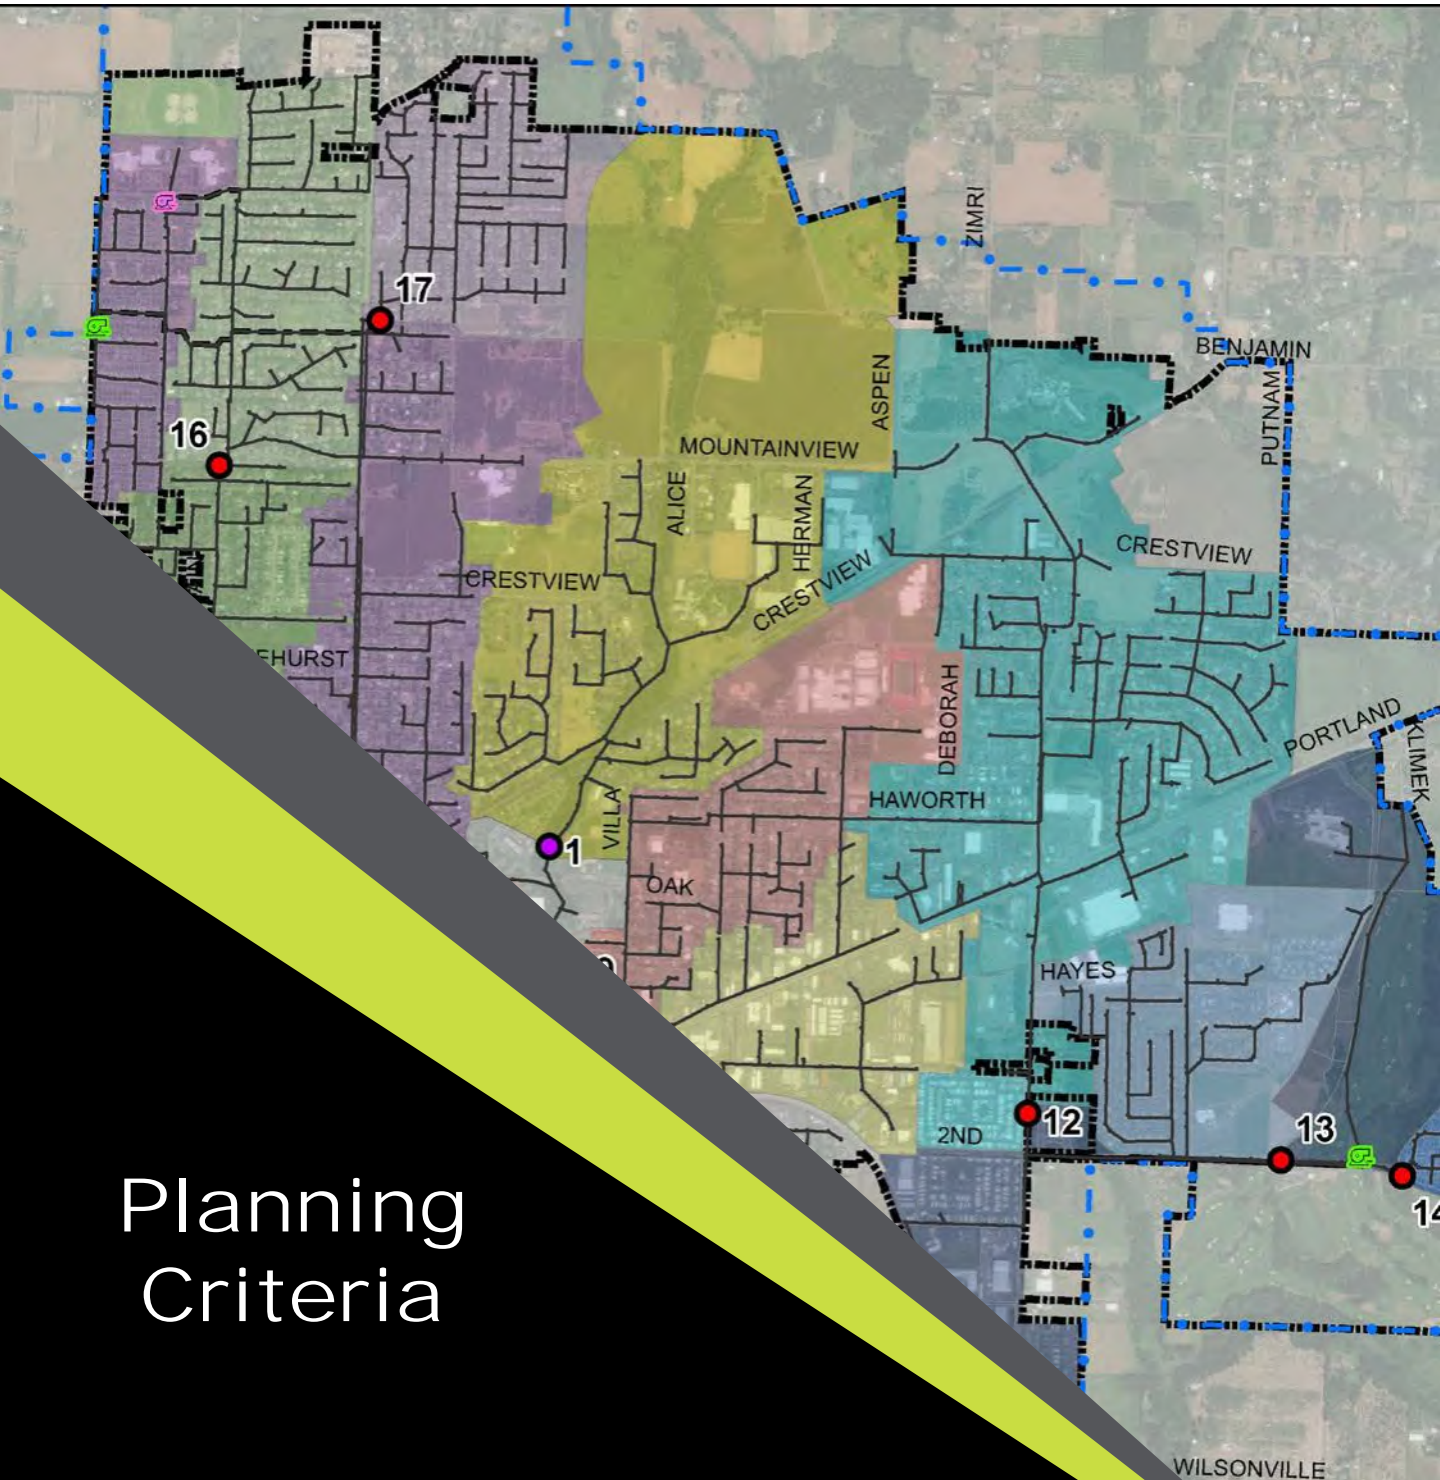 ZIMRI
17
BENJAMIN
PUTNAM
ASPEN
16
MOUNTAINVIEW
ALICE
HERMAN
CRESTVIEW
CRESTVIEW
CRESTVIEW
EHURST
DEBORAH
PORTLAND
KLIMEK
HAWORTH
VILLA
1
OAK
9
HAYES
12
2ND
13
14
Planning
Criteria
WILSONVILLE